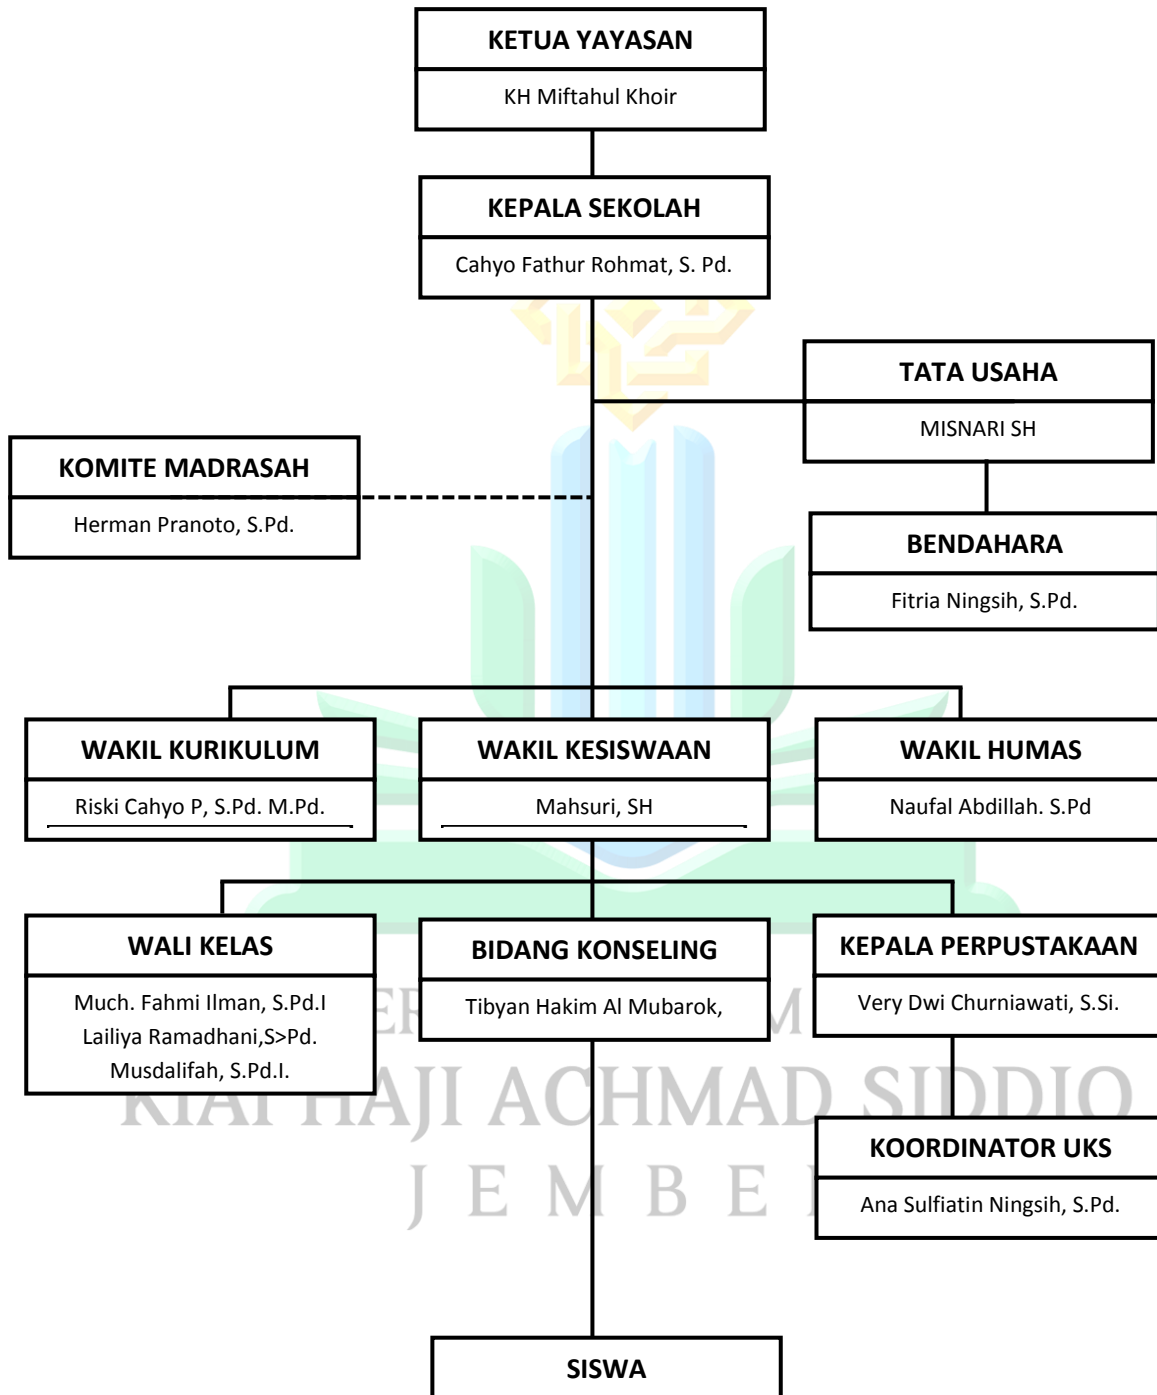 KETUA YAYASAN
KH Miftahul Khoir
KEPALA SEKOLAH
Cahyo Fathur Rohmat, S. Pd.
TATA USAHA
MISNARI SH
KOMITE MADRASAH
Herman Pranoto, S.Pd.
BENDAHARA
Fitria Ningsih, S.Pd.
WAKIL KURIKULUM
Riski Cahyo P, S.Pd. M.Pd.
WAKIL KESISWAAN
Mahsuri, SH
WAKIL HUMAS
Naufal Abdillah. S.Pd
WALI KELAS
Much. Fahmi Ilman, S.Pd.I
Lailiya Ramadhani,S>Pd.
Musdalifah, S.Pd.I.
BIDANG KONSELING
Tibyan Hakim Al Mubarok,
KEPALA PERPUSTAKAAN
Very Dwi Churniawati, S.Si.
KIAI HAJI ACHMAD SIDDIQ
KOORDINATOR UKS
Ana Sulfiatin Ningsih, S.Pd.
J E M B E
SISWA